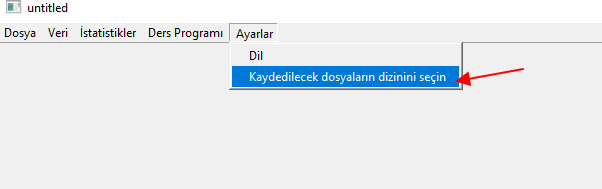 untitled
Dosya Veri İstatistikler Ders Programı Ayarlar
Dil
Kaydedilecek dosyaların dizinini seçin